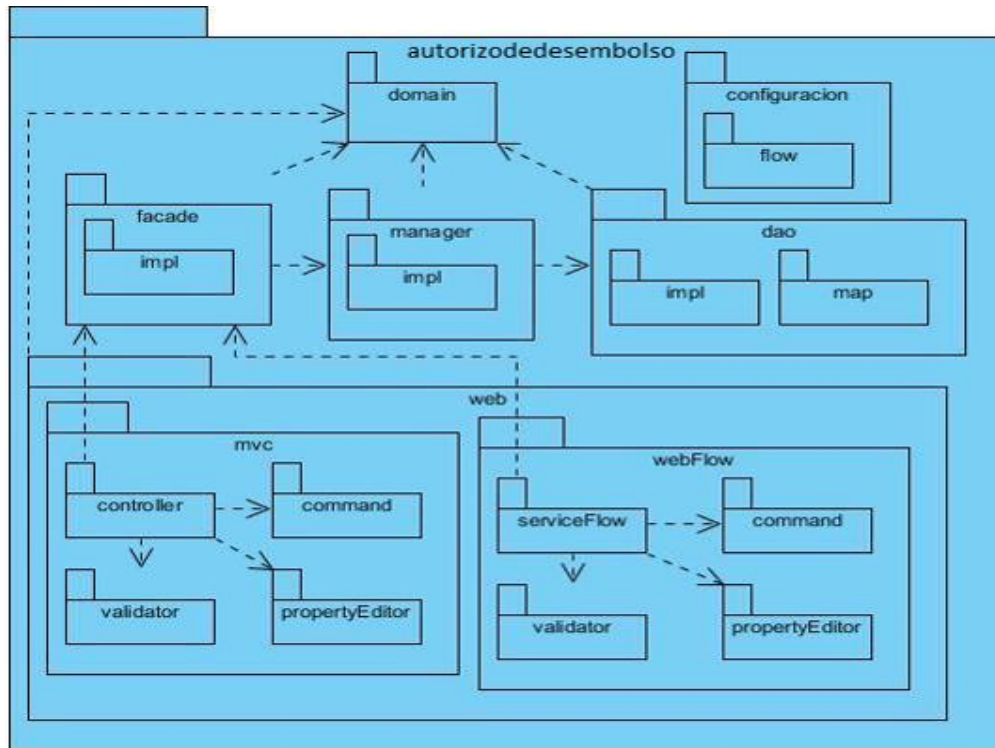 autorizodedesembolso
domain
configuracion
flow
facade
impl
manager
impl
dao
impl
map
web
mvc
controller
command
validator
propertyEditor
webFlow
serviceFlow
command
validator
propertyEditor